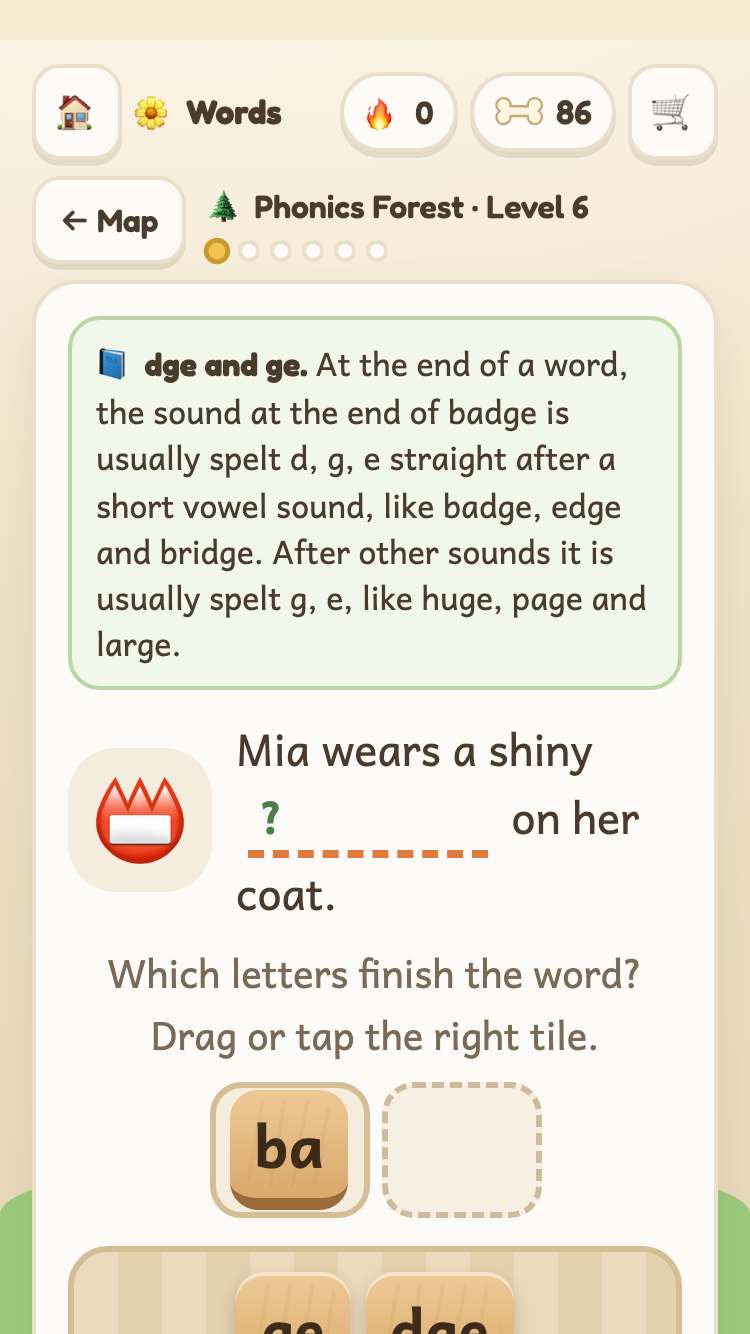 Words
0
86
← Map
Phonics Forest · Level 6
dge and ge. At the end of a word,
the sound at the end of badge is
usually spelt d, g, e straight after a
short vowel sound, like badge, edge
and bridge. After other sounds it is
usually spelt g, e, like huge, page and
large.
Mia wears a shiny
? on her
coat.
Which letters finish the word?
Drag or tap the right tile.
ba
ge dge